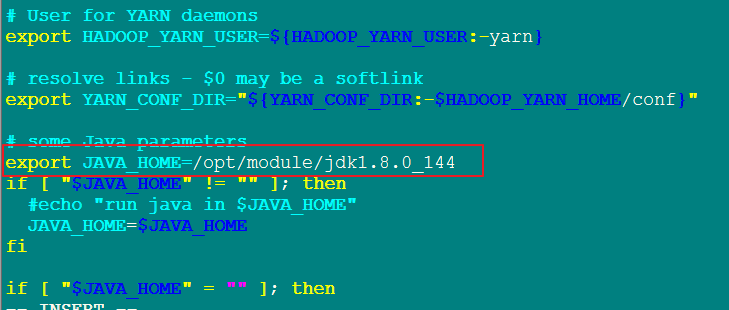 # User for YARN daemons
export HADOOP_YARN_USER=${HADOOP_YARN_USER:-yarn}
# resolve links - $0 may be a softlink
export YARN_CONF_DIR="${YARN_CONF_DIR:-$HADOOP_YARN_HOME/conf}"
# some Java parameters
export JAVA_HOME=/opt/module/jdk1.8.0_144
if [ "$JAVA_HOME" != "" ]; then
  #echo "run java in $JAVA_HOME"
  JAVA_HOME=$JAVA_HOME
fi
if [ "$JAVA_HOME" = "" ]; then
-- INSERT --